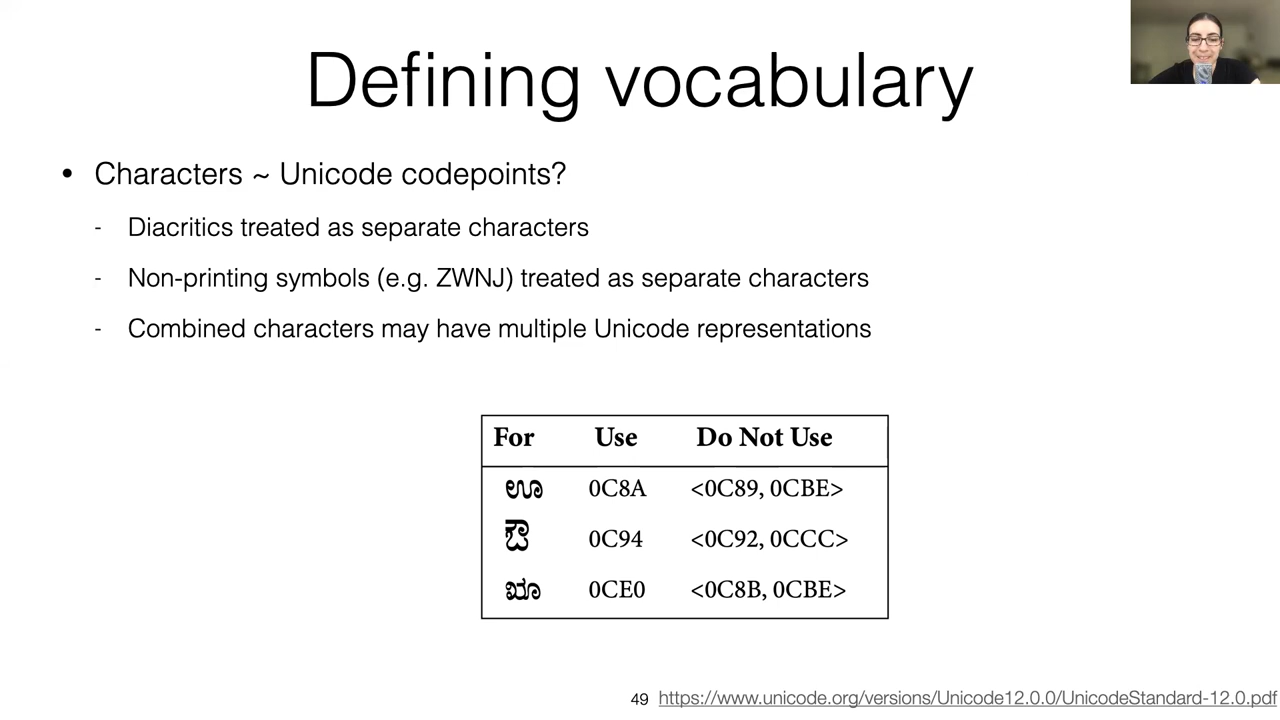 Defining vocabulary
• Characters ~ Unicode codepoints?
- Diacritics treated as separate characters
- Non-printing symbols (e.g. ZWNJ) treated as separate characters
- Combined characters may have multiple Unicode representations
For Use Do Not Use
ಊ 0C8A <0C89, 0CBE>
ಔ 0C94 <0C92, 0CCC>
ೠ 0CE0 <0C8B, 0CBE>
49 https://www.unicode.org/versions/Unicode12.0.0/UnicodeStandard-12.0.pdf